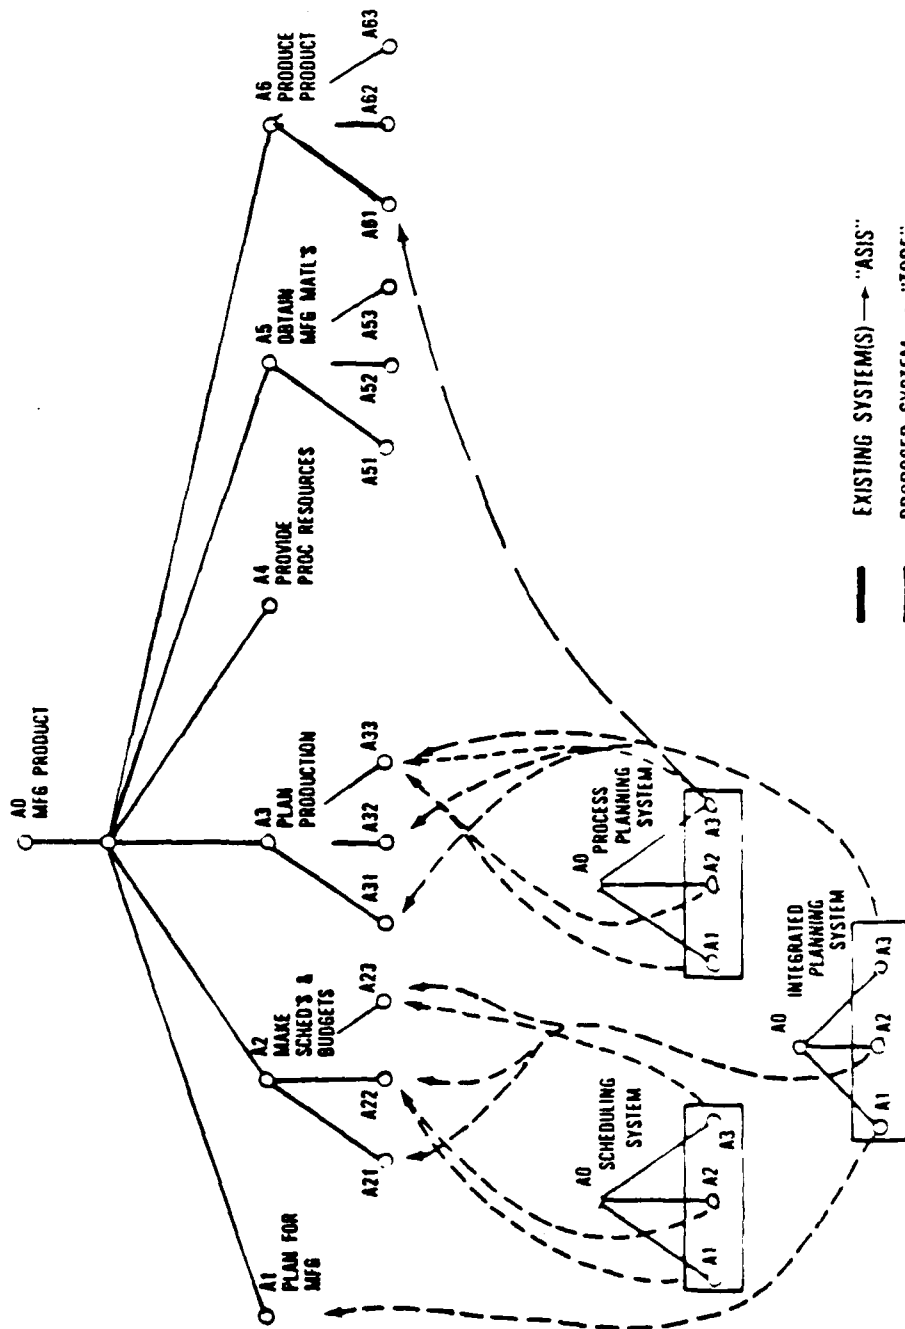 A0
MFG PRODUCT
A1
PLAN FOR
MFG
A2
MAKE
SCHED'S &
BUDGETS
A3
PLAN
PRODUCTION
A4
PROVIDE
PROC RESOURCES
A5
OBTAIN
MFG MATL'S
A6
PRODUCE
PRODUCT
A21
A22
A23
A31
A32
A33
A51
A52
A53
A61
A62
A63
A0
SCHEDULING
SYSTEM
A1
A2
A3
A0
PROCESS
PLANNING
SYSTEM
A1
A2
A3
A0
INTEGRATED
PLANNING
SYSTEM
A1
A2
A3
EXISTING SYSTEM(S) → "ASIS"
PROPOSED SYSTEM